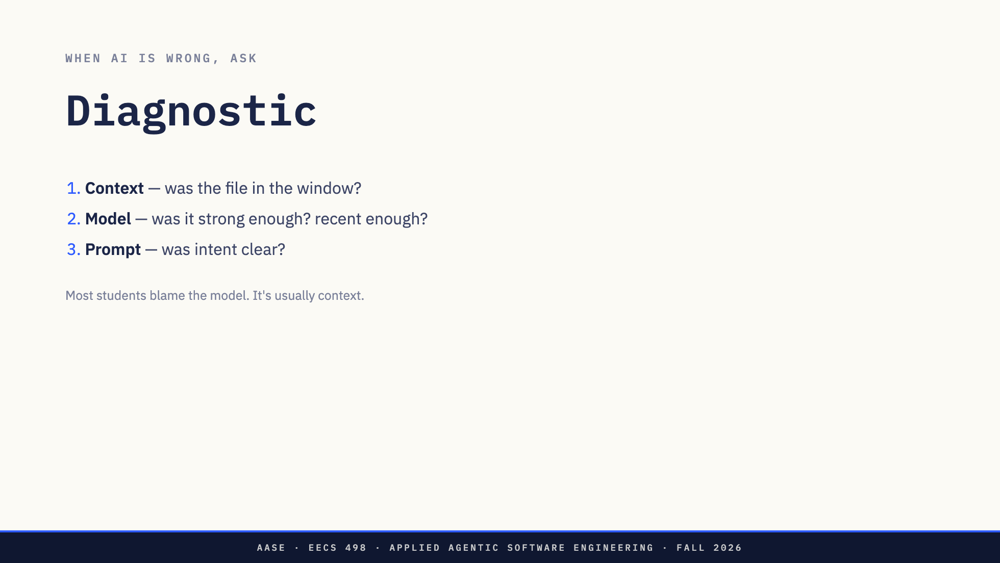 WHEN AI IS WRONG, ASK
Diagnostic
1. Context — was the file in the window?
2. Model — was it strong enough? recent enough?
3. Prompt — was intent clear?
Most students blame the model. It's usually context.
AASE · EECS 498 · APPLIED AGENTIC SOFTWARE ENGINEERING · FALL 2026